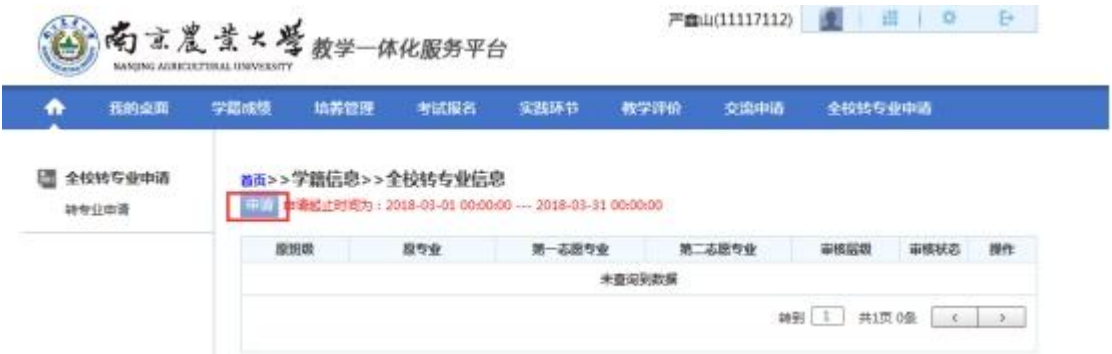 严鑫山(11117112)
南京農業大學 教学一体化服务平台
NANJING AGRICULTURAL UNIVERSITY
我的桌面 学籍成绩 培养管理 考试报名 实践环节 教学评价 交流申请 全校转专业申请
全校转专业申请
转专业申请
首页>>学籍信息>>全校转专业信息
申请 申请起止时间为：2018-03-01 00:00:00 --- 2018-03-31 00:00:00
原班级 原专业 第一志愿专业 第二志愿专业 审核层级 审核状态 操作
未查询到数据
转到 1 共1页 0条 < >